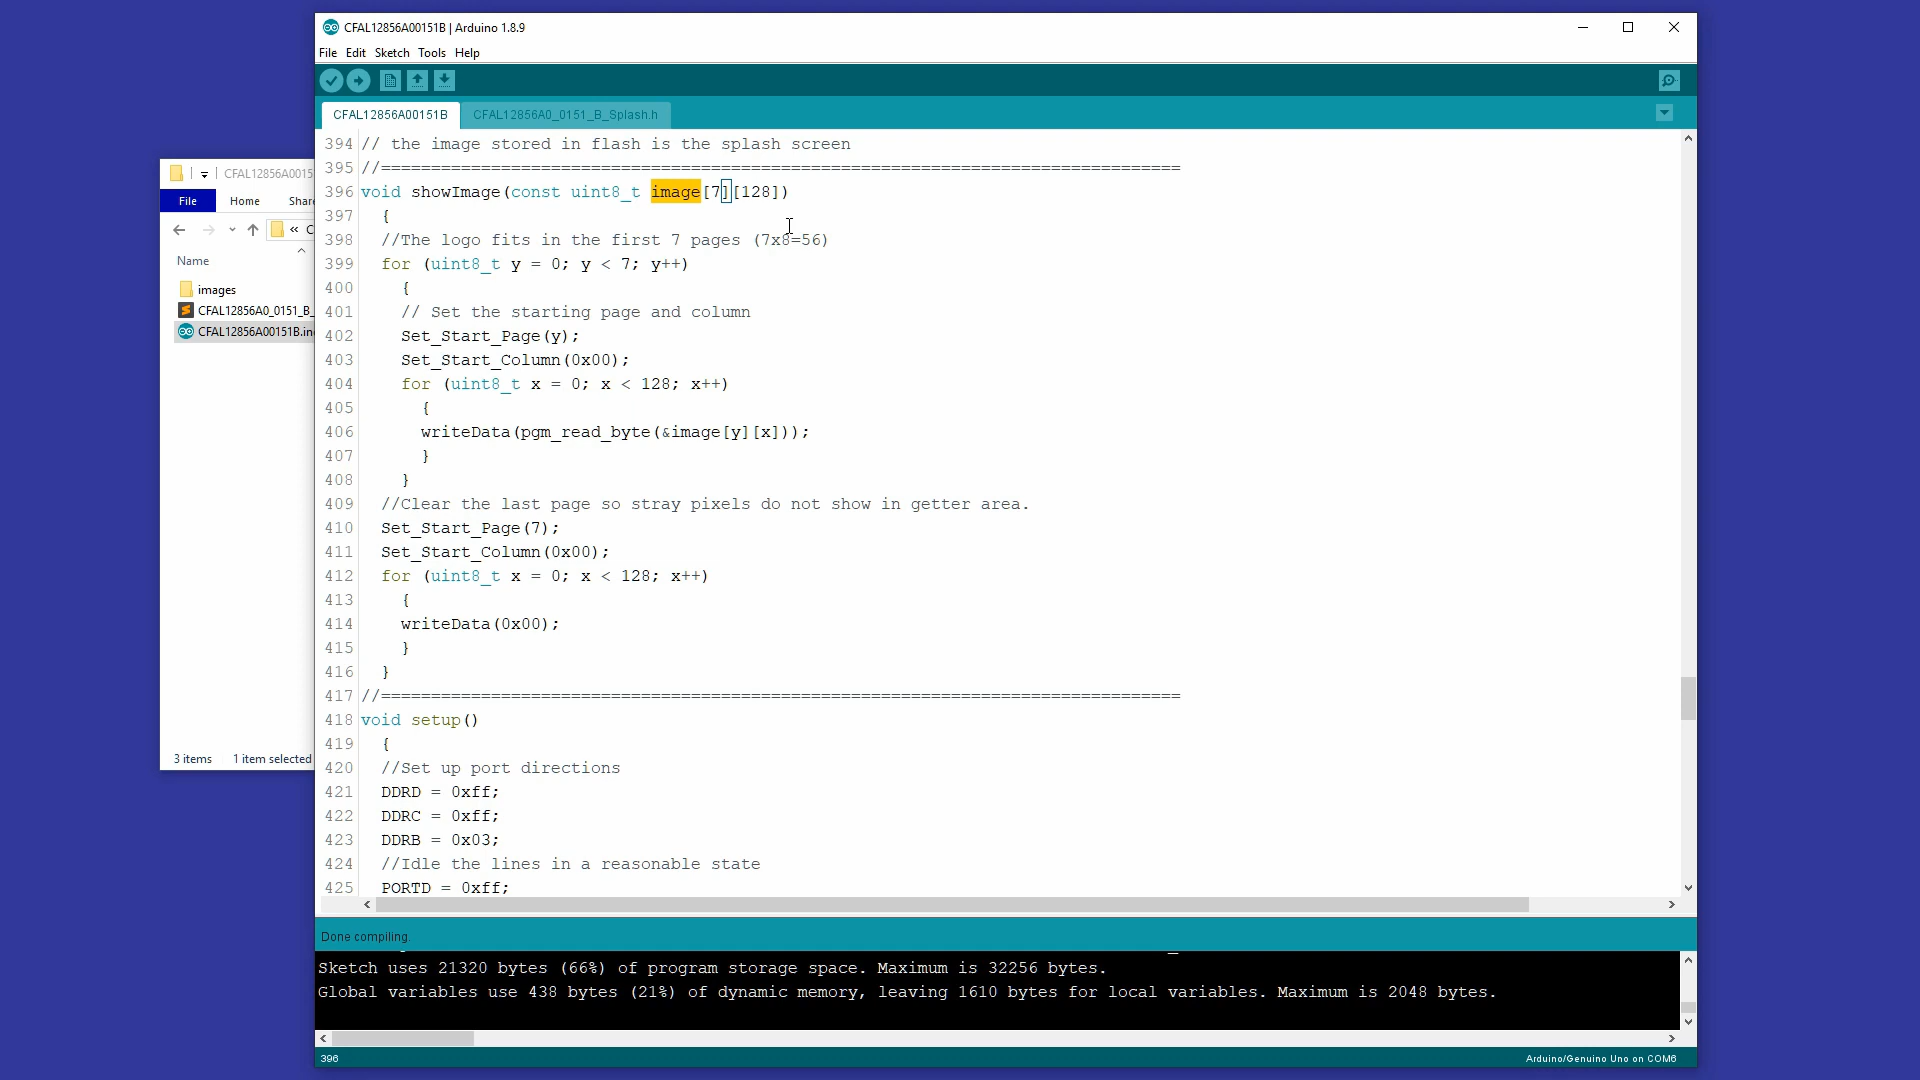 CFAL12856A00151B | Arduino 1.8.9
File Edit Sketch Tools Help
CFAL12856A00151B
CFAL12856A0_0151_B_Splash.h
CFAL12856A0015
File Home Share
« C
Name
images
CFAL12856A0_0151_B_
CFAL12856A00151B.in
3 items 1 item selected
394 // the image stored in flash is the splash screen
395 //================================================================================
396 void showImage(const uint8_t image[7][128])
397 {
398 //The logo fits in the first 7 pages (7x8=56)
399 for (uint8_t y = 0; y < 7; y++)
400 {
401 // Set the starting page and column
402 Set_Start_Page(y);
403 Set_Start_Column(0x00);
404 for (uint8_t x = 0; x < 128; x++)
405 {
406 writeData(pgm_read_byte(&image[y][x]));
407 }
408 }
409 //Clear the last page so stray pixels do not show in getter area.
410 Set_Start_Page(7);
411 Set_Start_Column(0x00);
412 for (uint8_t x = 0; x < 128; x++)
413 {
414 writeData(0x00);
415 }
416 }
417 //================================================================================
418 void setup()
419 {
420 //Set up port directions
421 DDRD = 0xff;
422 DDRC = 0xff;
423 DDRB = 0x03;
424 //Idle the lines in a reasonable state
425 PORTD = 0xff;
Done compiling.
Sketch uses 21320 bytes (66%) of program storage space. Maximum is 32256 bytes.
Global variables use 438 bytes (21%) of dynamic memory, leaving 1610 bytes for local variables. Maximum is 2048 bytes.
396
Arduino/Genuino Uno on COM6